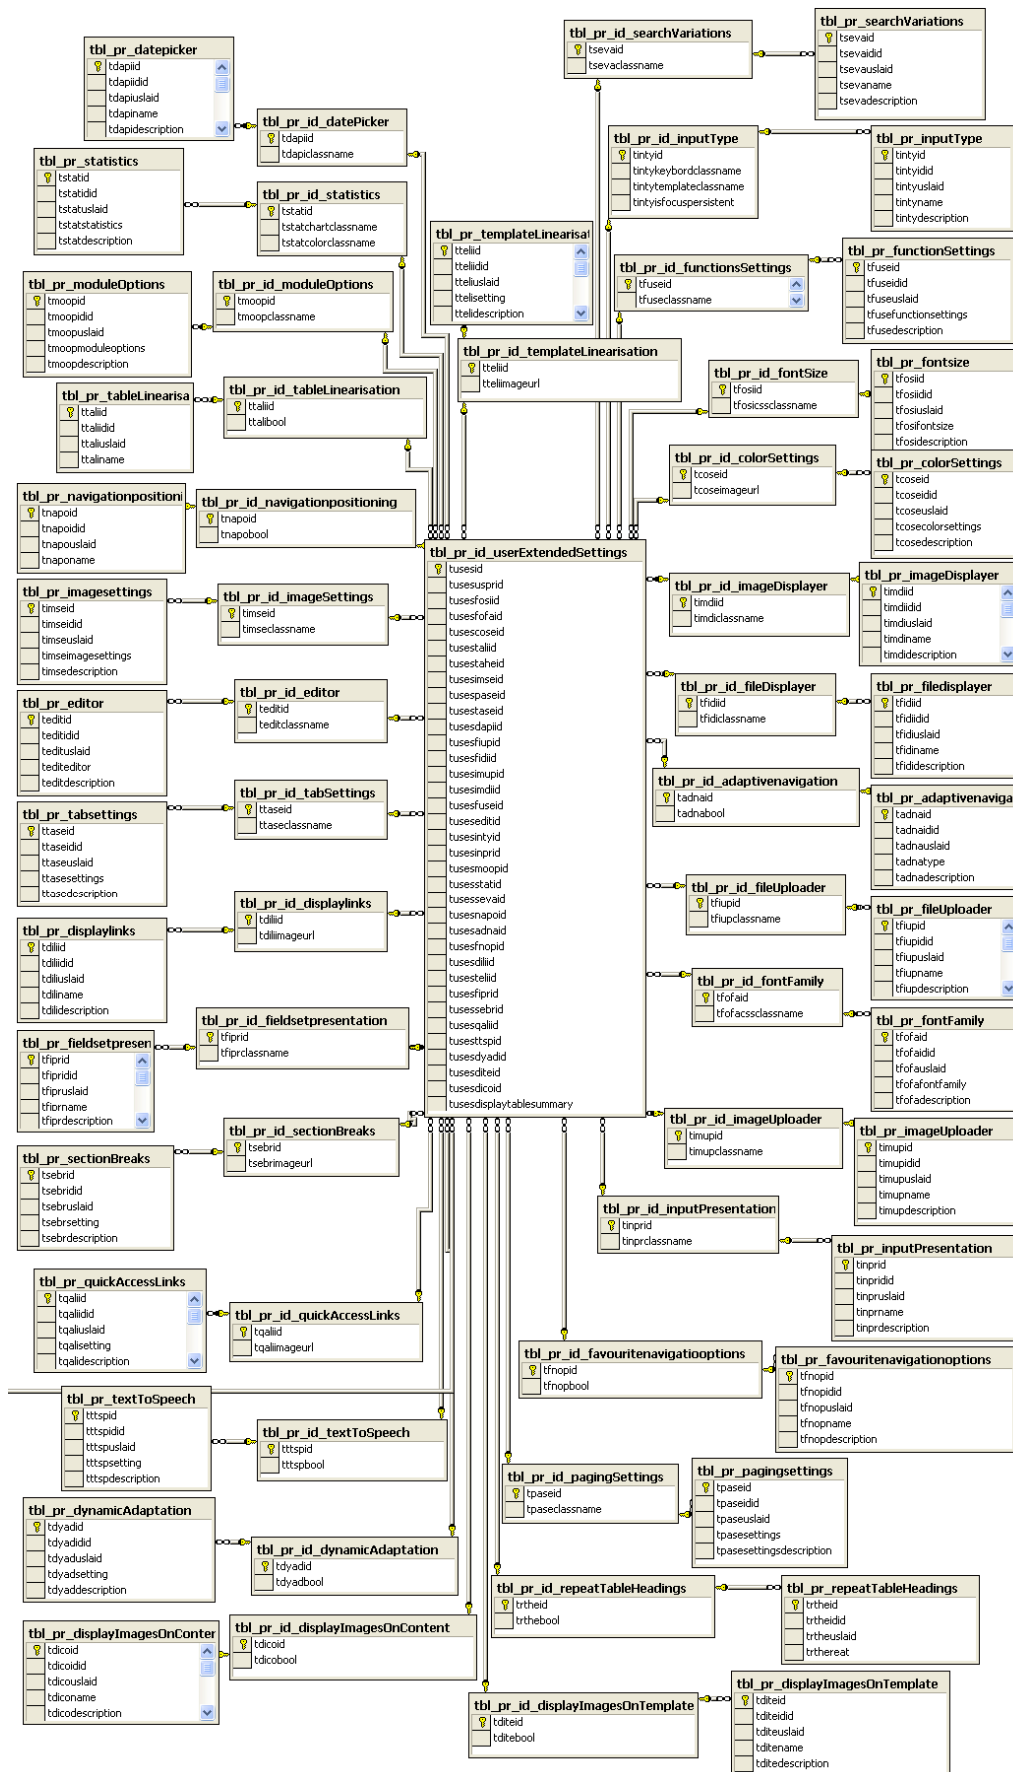 tbl_pr_searchVariations
tsevaid
tsevaidid
tsevauslaid
tsevaname
tsevadescription
tbl_pr_id_searchVariations
tsevaid
tsevaclassname
tbl_pr_datepicker
tdapiid
tdapiidid
tdapiuslaid
tdapiname
tdapidescription
tbl_pr_id_datePicker
tdapiid
tdapiclassname
tbl_pr_id_inputType
tintyid
tintykeybordclassname
tintytemplateclassname
tintyisfocuspersistent
tbl_pr_inputType
tintyid
tintyidid
tintyuslaid
tintyname
tintydescription
tbl_pr_statistics
tstatid
tstatidid
tstatuslaid
tstatstatistics
tstatdescription
tbl_pr_id_statistics
tstatid
tstatchartclassname
tstatcolorclassname
tbl_pr_templateLinearisat
tteliid
tteliidid
tteliuslaid
ttelisetting
ttelidescription
tbl_pr_id_functionsSettings
tfuseid
tfuseclassname
tbl_pr_functionSettings
tfuseid
tfuseidid
tfuseuslaid
tfusefunctionsettings
tfusedescription
tbl_pr_moduleOptions
tmoopid
tmoopidid
tmoopuslaid
tmoopmoduleoptions
tmoopdescription
tbl_pr_id_moduleOptions
tmoopid
tmoopclassname
tbl_pr_id_templateLinearisation
tteliid
tteliimageurl
tbl_pr_id_fontSize
tfosiid
tfosicssclassname
tbl_pr_fontsize
tfosiid
tfosiidid
tfosiuslaid
tfosifontsize
tfosidescription
tbl_pr_tableLinearisa
ttaliid
ttaliidid
ttaliuslaid
ttaliname
tbl_pr_id_tableLinearisation
ttaliid
ttalibool
tbl_pr_id_colorSettings
tcoseid
tcoseimageurl
tbl_pr_colorSettings
tcoseid
tcoseidid
tcoseuslaid
tcosecolorsettings
tcosedescription
tbl_pr_navigationpositioni
tnapoid
tnapoidid
tnapouslaid
tnaponame
tbl_pr_id_navigationpositioning
tnapoid
tnapobool
tbl_pr_id_userExtendedSettings
tusesid
tusesusprid
tusesfosiid
tusesfofaid
tusescoseid
tusestaliid
tusestaheid
tusesimseid
tusespaseid
tusestaseid
tusesdapiid
tusesfiupid
tusesfidiid
tusesimupid
tusesimdiid
tusesfuseid
tuseseditid
tusesintyid
tusesinprid
tusesmoopid
tusesstatid
tusessevaid
tusesnapoid
tusesadnaid
tusesfnopid
tusesdiliid
tusesteliid
tusesfiprid
tusessebrid
tusesqaliid
tusesttspid
tusesdyadid
tusesditeid
tusesdicoid
tusesdisplaytablesummary
tbl_pr_id_imageDisplayer
timdiid
timdiclassname
tbl_pr_imageDisplayer
timdiid
timdiidid
timdiuslaid
timdiname
timdidescription
tbl_pr_imagesettings
timseid
timseidid
timseuslaid
timseimagesettings
timsedescription
tbl_pr_id_imageSettings
timseid
timseclassname
tbl_pr_id_fileDisplayer
tfidiid
tfidiclassname
tbl_pr_filedisplayer
tfidiid
tfidiidid
tfidiuslaid
tfidiname
tfididescription
tbl_pr_editor
teditid
teditidid
tedituslaid
tediteditor
teditdescription
tbl_pr_id_editor
teditid
teditclassname
tbl_pr_id_adaptivenavigation
tadnaid
tadnabool
tbl_pr_adaptivenaviga
tadnaid
tadnaidid
tadnauslaid
tadnatype
tadnadescription
tbl_pr_tabsettings
ttaseid
ttaseidid
ttaseuslaid
ttasesettings
ttasedescription
tbl_pr_id_tabSettings
ttaseid
ttaseclassname
tbl_pr_id_fileUploader
tfiupid
tfiupclassname
tbl_pr_fileUploader
tfiupid
tfiupidid
tfiupuslaid
tfiupname
tfiupdescription
tbl_pr_displaylinks
tdiliid
tdiliidid
tdiliuslaid
tdiliname
tdilidescription
tbl_pr_id_displaylinks
tdiliid
tdiliimageurl
tbl_pr_id_fontFamily
tfofaid
tfofacssclassname
tbl_pr_fontFamily
tfofaid
tfofaidid
tfofauslaid
tfofafontfamily
tfofadescription
tbl_pr_fieldsetpresen
tfiprid
tfipridid
tfipruslaid
tfiprname
tfiprdescription
tbl_pr_id_fieldsetpresentation
tfiprid
tfiprclassname
tbl_pr_id_imageUploader
timupid
timupclassname
tbl_pr_imageUploader
timupid
timupidid
timupuslaid
timupname
timupdescription
tbl_pr_sectionBreaks
tsebrid
tsebridid
tsebruslaid
tsebrsetting
tsebrdescription
tbl_pr_id_sectionBreaks
tsebrid
tsebrimageurl
tbl_pr_id_inputPresentation
tinprid
tinprclassname
tbl_pr_inputPresentation
tinprid
tinpridid
tinpruslaid
tinprname
tinprdescription
tbl_pr_quickAccessLinks
tqaliid
tqaliidid
tqaliuslaid
tqalisetting
tqalidescription
tbl_pr_id_quickAccessLinks
tqaliid
tqaliimageurl
tbl_pr_id_favouritenavigatiooptions
tfnopid
tfnopbool
tbl_pr_favouritenavigationoptions
tfnopid
tfnopidid
tfnopuslaid
tfnopname
tfnopdescription
tbl_pr_textToSpeech
tttspid
tttspidid
tttspuslaid
tttspsetting
tttspdescription
tbl_pr_id_textToSpeech
tttspid
tttspbool
tbl_pr_id_pagingSettings
tpaseid
tpaseclassname
tbl_pr_pagingsettings
tpaseid
tpaseidid
tpaseuslaid
tpasesettings
tpasesettingsdescription
tbl_pr_dynamicAdaptation
tdyadid
tdyadidid
tdyaduslaid
tdyadsetting
tdyaddescription
tbl_pr_id_dynamicAdaptation
tdyadid
tdyadbool
tbl_pr_id_repeatTableHeadings
trtheid
trthebool
tbl_pr_repeatTableHeadings
trtheid
trtheidid
trtheuslaid
trthereat
tbl_pr_displayImagesOnConter
tdicoid
tdicoidid
tdicouslaid
tdiconame
tdicodescription
tbl_pr_id_displayImagesOnContent
tdicoid
tdicobool
tbl_pr_id_displayImagesOnTemplate
tditeid
tditebool
tbl_pr_displayImagesOnTemplate
tditeid
tditeidid
tditeuslaid
tditename
tditedescription